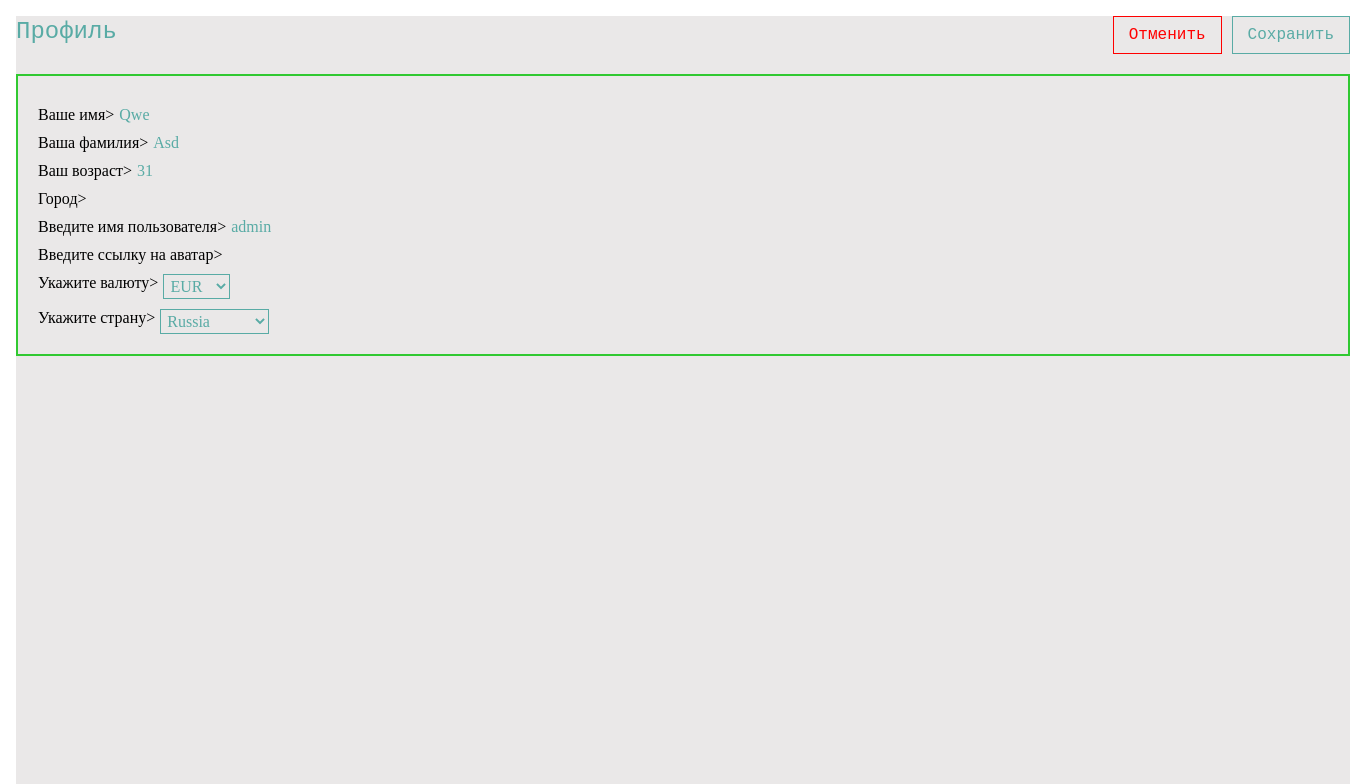 Профиль
Отменить Сохранить
Ваше имя> Qwe
Ваша фамилия> Asd
Ваш возраст> 31
Город>
Введите имя пользователя> admin
Введите ссылку на аватар>
Укажите валюту> EUR
Укажите страну> Russia